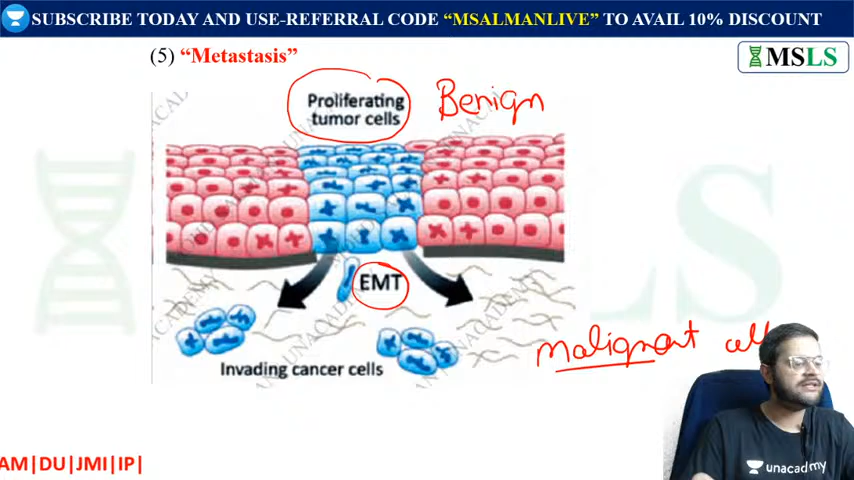 SUBSCRIBE TODAY AND USE-REFERRAL CODE “MSALMANLIVE” TO AVAIL 10% DISCOUNT
(5) “Metastasis”
MSLS
Proliferating
tumor cells
Benign
EMT
malignant
Invading cancer cells
AM|DU|JMI|IP|
unacademy
LS